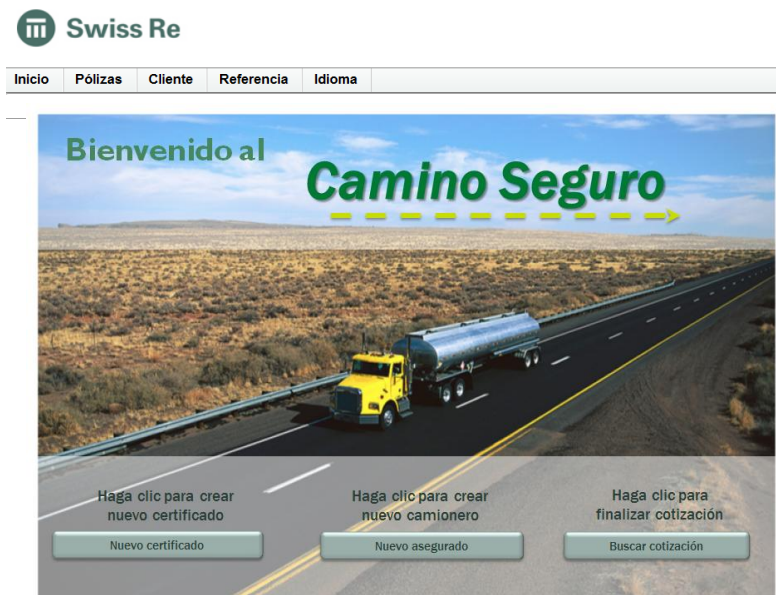 Swiss Re
Inicio Pólizas Cliente Referencia Idioma
Bienvenido al
Camino Seguro
Haga clic para crear
nuevo certificado
Nuevo certificado
Haga clic para crear
nuevo camionero
Nuevo asegurado
Haga clic para
finalizar cotización
Buscar cotización